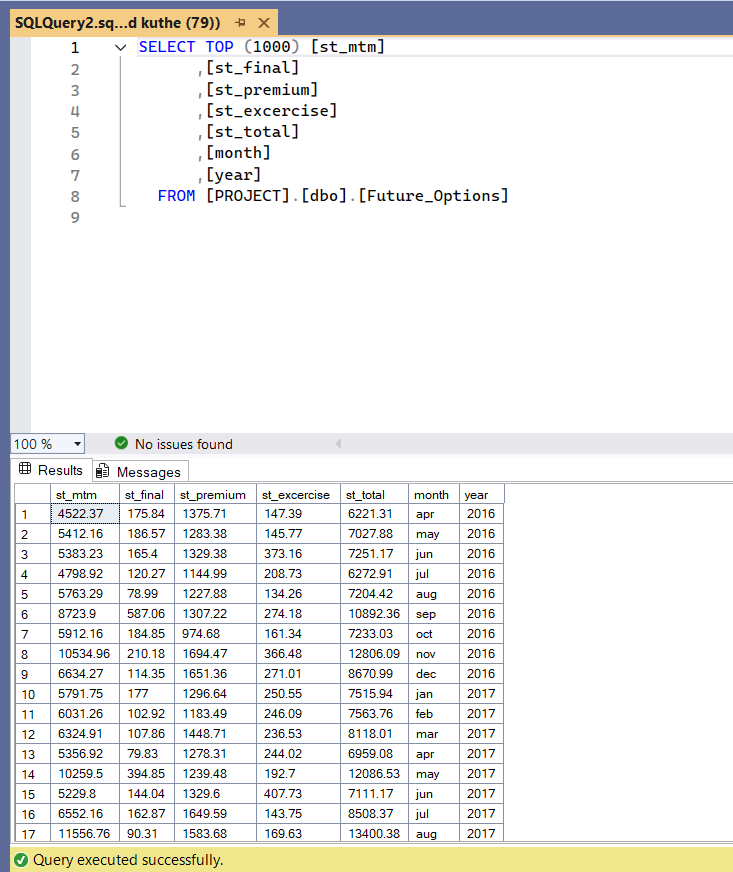 SQLQuery2.sq...d kuthe (79))
1 SELECT TOP (1000) [st_mtm]
2 ,[st_final]
3 ,[st_premium]
4 ,[st_excercise]
5 ,[st_total]
6 ,[month]
7 ,[year]
8 FROM [PROJECT].[dbo].[Future_Options]
9
100 % No issues found
Results Messages
st_mtm st_final st_premium st_excercise st_total month year
1 4522.37 175.84 1375.71 147.39 6221.31 apr 2016
2 5412.16 186.57 1283.38 145.77 7027.88 may 2016
3 5383.23 165.4 1329.38 373.16 7251.17 jun 2016
4 4798.92 120.27 1144.99 208.73 6272.91 jul 2016
5 5763.29 78.99 1227.88 134.26 7204.42 aug 2016
6 8723.9 587.06 1307.22 274.18 10892.36 sep 2016
7 5912.16 184.85 974.68 161.34 7233.03 oct 2016
8 10534.96 210.18 1694.47 366.48 12806.09 nov 2016
9 6634.27 114.35 1651.36 271.01 8670.99 dec 2016
10 5791.75 177 1296.64 250.55 7515.94 jan 2017
11 6031.26 102.92 1183.49 246.09 7563.76 feb 2017
12 6324.91 107.86 1448.71 236.53 8118.01 mar 2017
13 5356.92 79.83 1278.31 244.02 6959.08 apr 2017
14 10259.5 394.85 1239.48 192.7 12086.53 may 2017
15 5229.8 144.04 1329.6 407.73 7111.17 jun 2017
16 6552.16 162.87 1649.59 143.75 8508.37 jul 2017
17 11556.76 90.31 1583.68 169.63 13400.38 aug 2017
Query executed successfully.